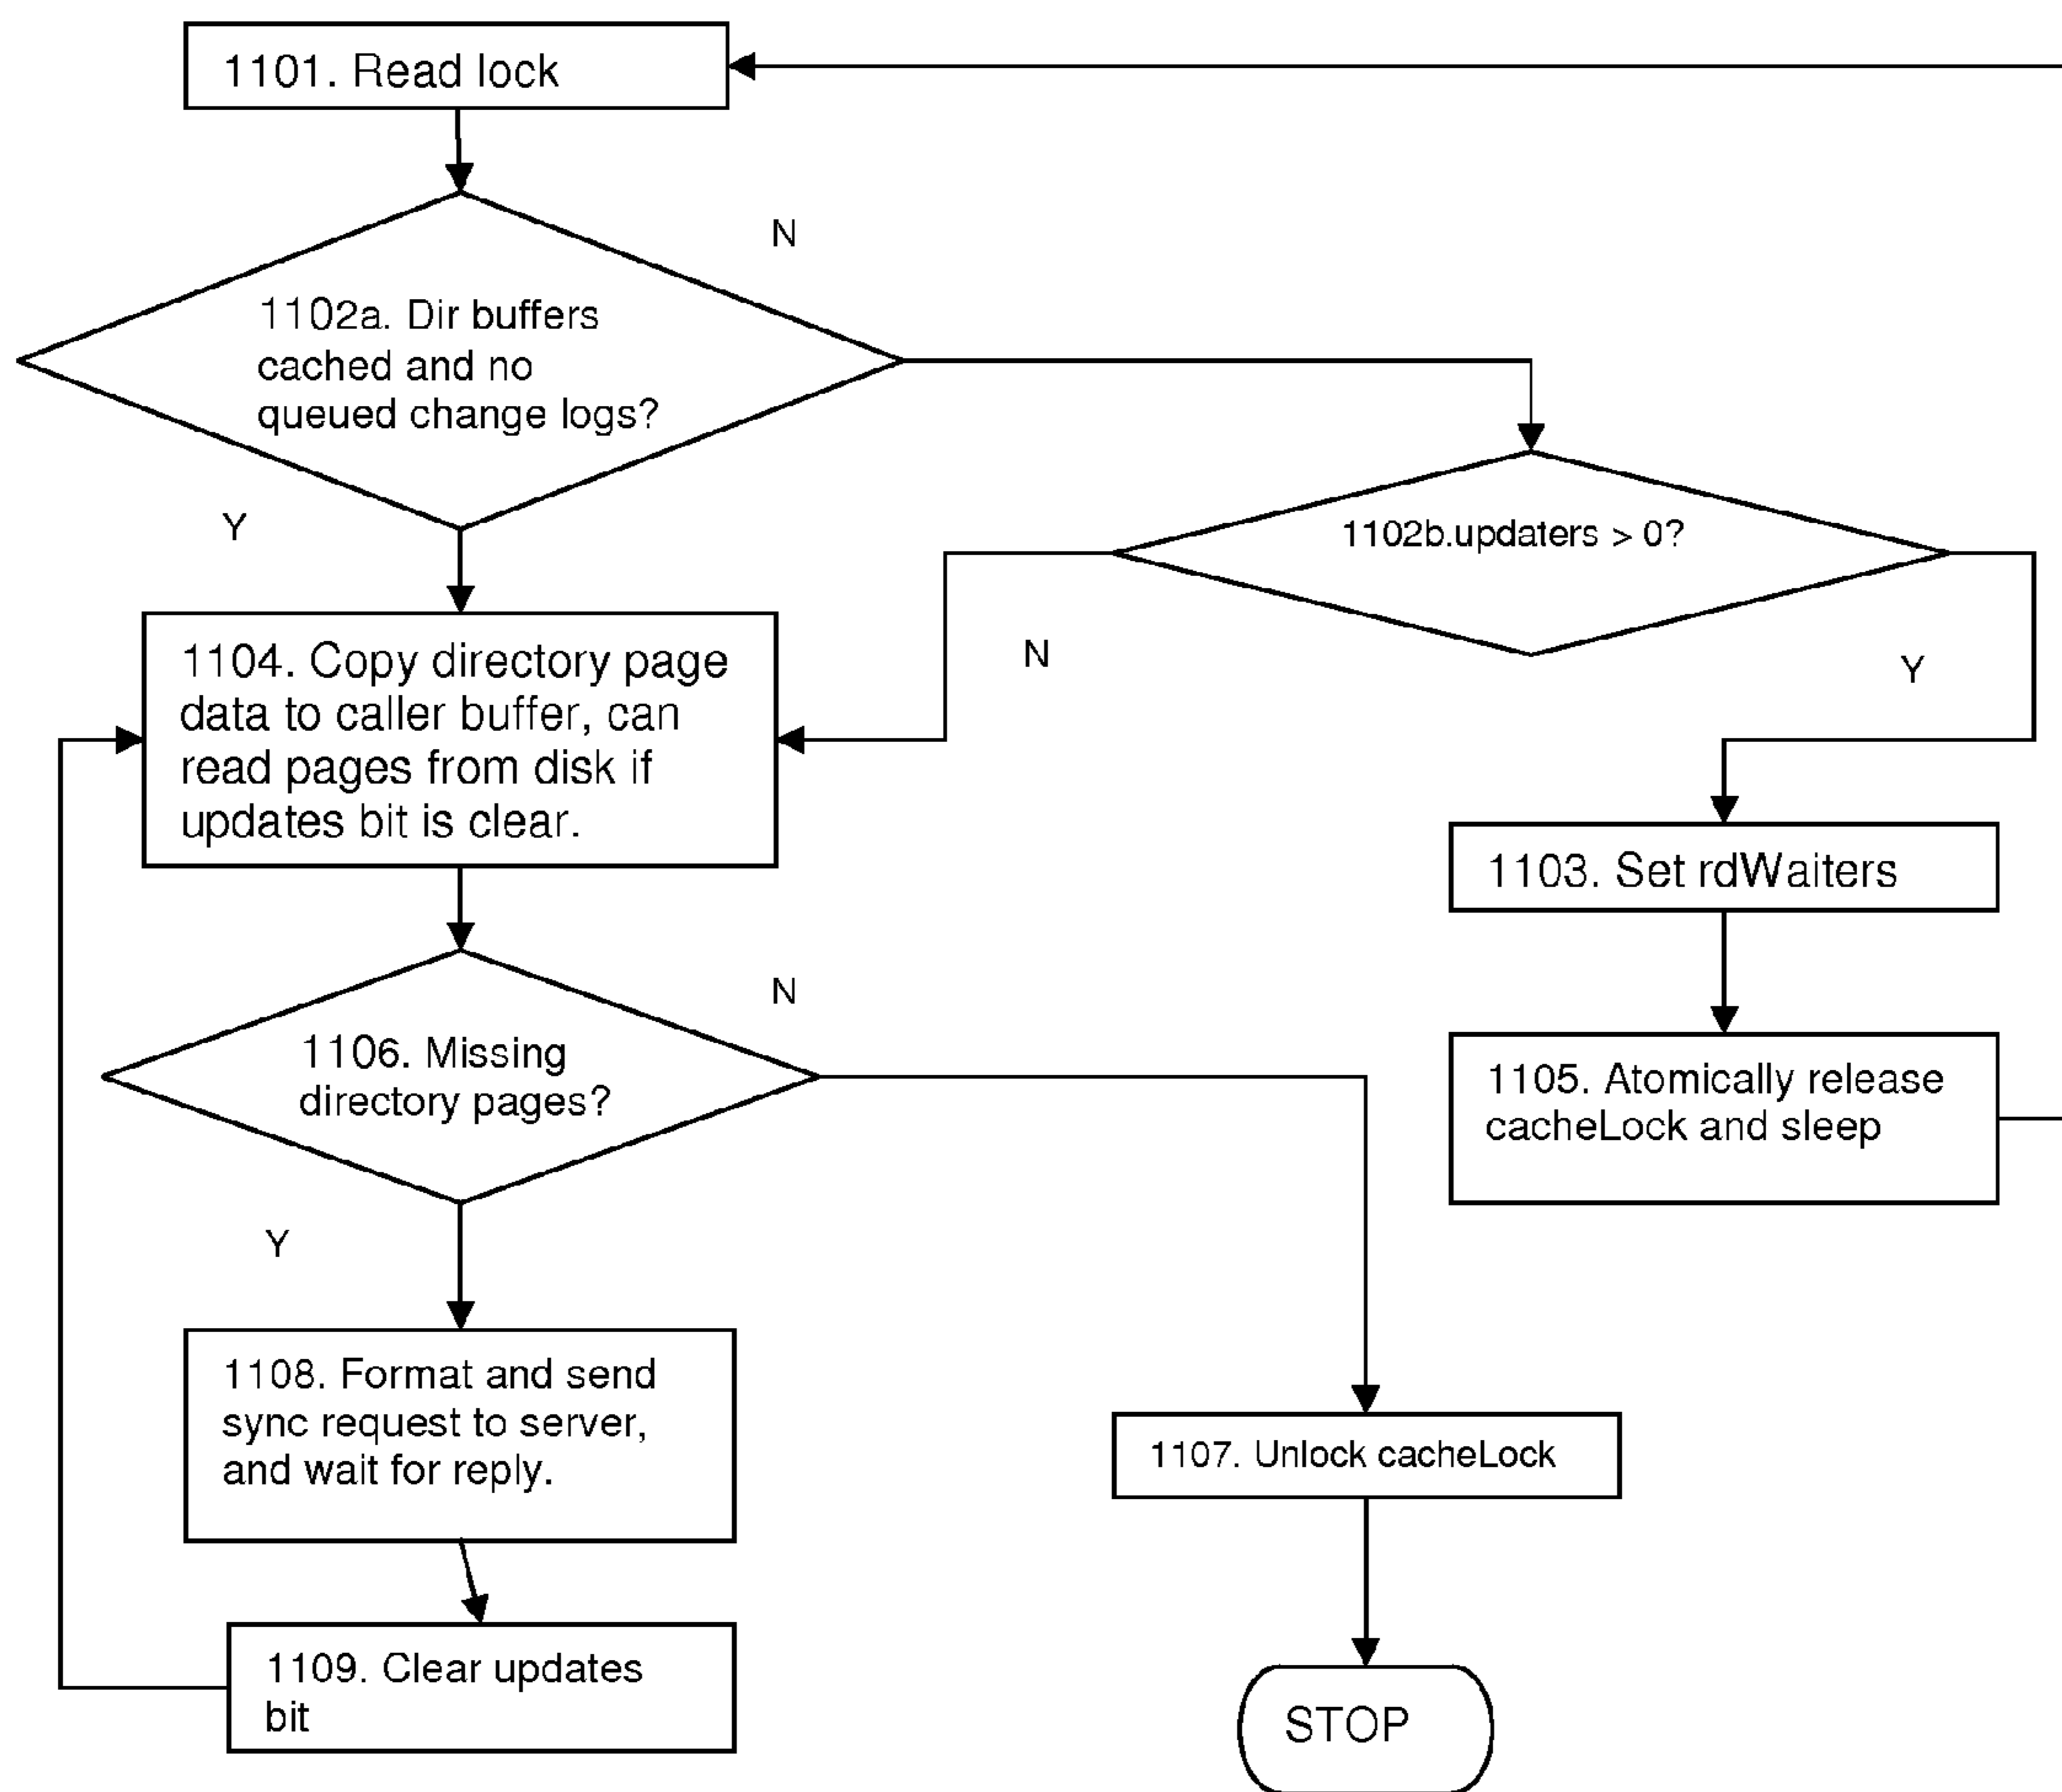 1101. Read lock
N
1102a. Dir buffers
cached and no
queued change logs?
Y
1102b.updaters > 0?
N
Y
1104. Copy directory page
data to caller buffer, can
read pages from disk if
updates bit is clear.
1103. Set rdWaiters
N
1106. Missing
directory pages?
1105. Atomically release
cacheLock and sleep
Y
1108. Format and send
sync request to server,
and wait for reply.
1107. Unlock cacheLock
1109. Clear updates
bit
STOP